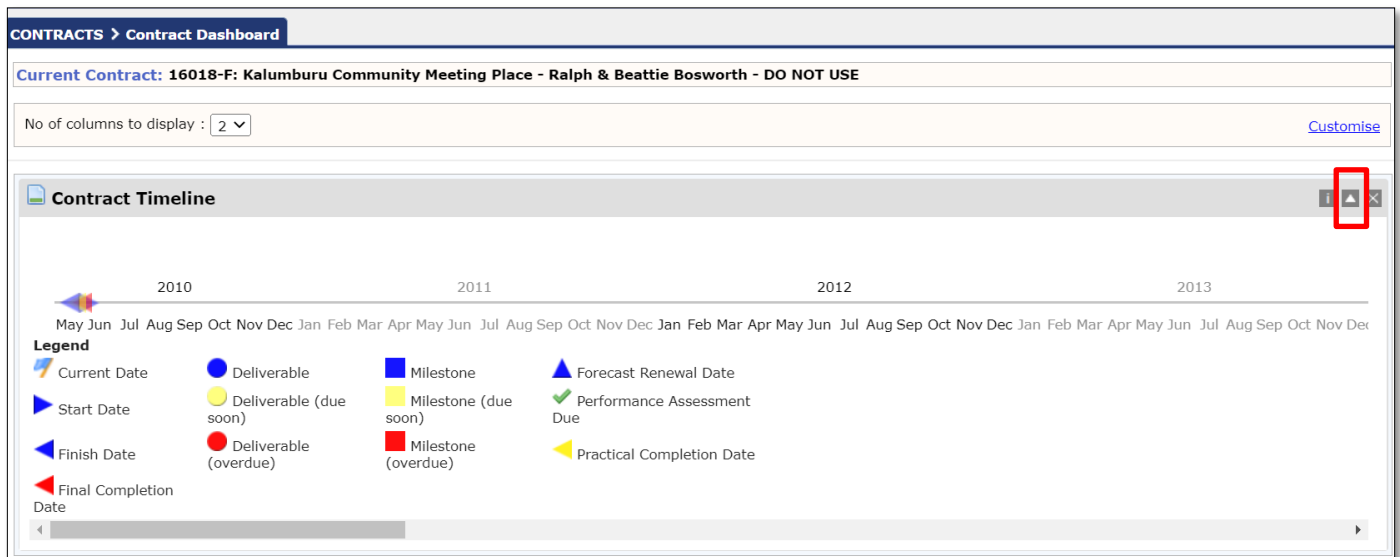 CONTRACTS > Contract Dashboard
Current Contract: 16018-F: Kalumburu Community Meeting Place - Ralph & Beattie Bosworth - DO NOT USE
No of columns to display : 2
Customise
Contract Timeline
i
2010 2011 2012 2013
May Jun Jul Aug Sep Oct Nov Dec Jan Feb Mar Apr May Jun Jul Aug Sep Oct Nov Dec Jan Feb Mar Apr May Jun Jul Aug Sep Oct Nov Dec Jan Feb Mar Apr May Jun Jul Aug Sep Oct Nov Dec
Legend
Current Date Deliverable Milestone Forecast Renewal Date
Start Date Deliverable (due soon) Milestone (due soon) Performance Assessment Due
Finish Date Deliverable (overdue) Milestone (overdue) Practical Completion Date
Final Completion
Date